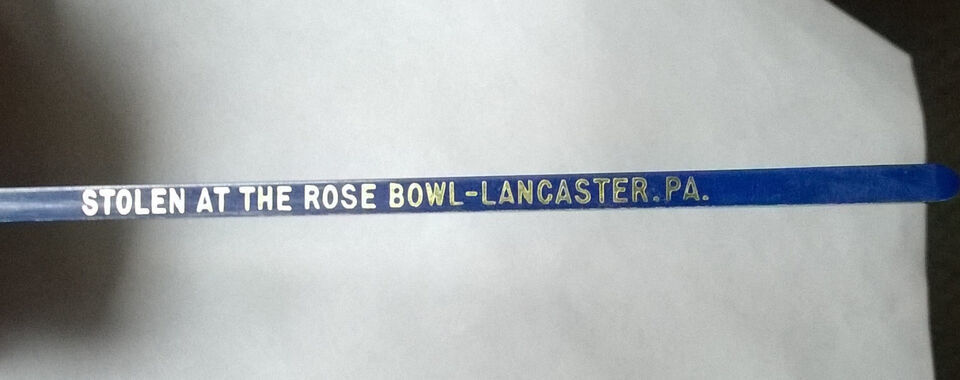 STOLEN AT THE ROSE BOWL-LANCASTER.PA.